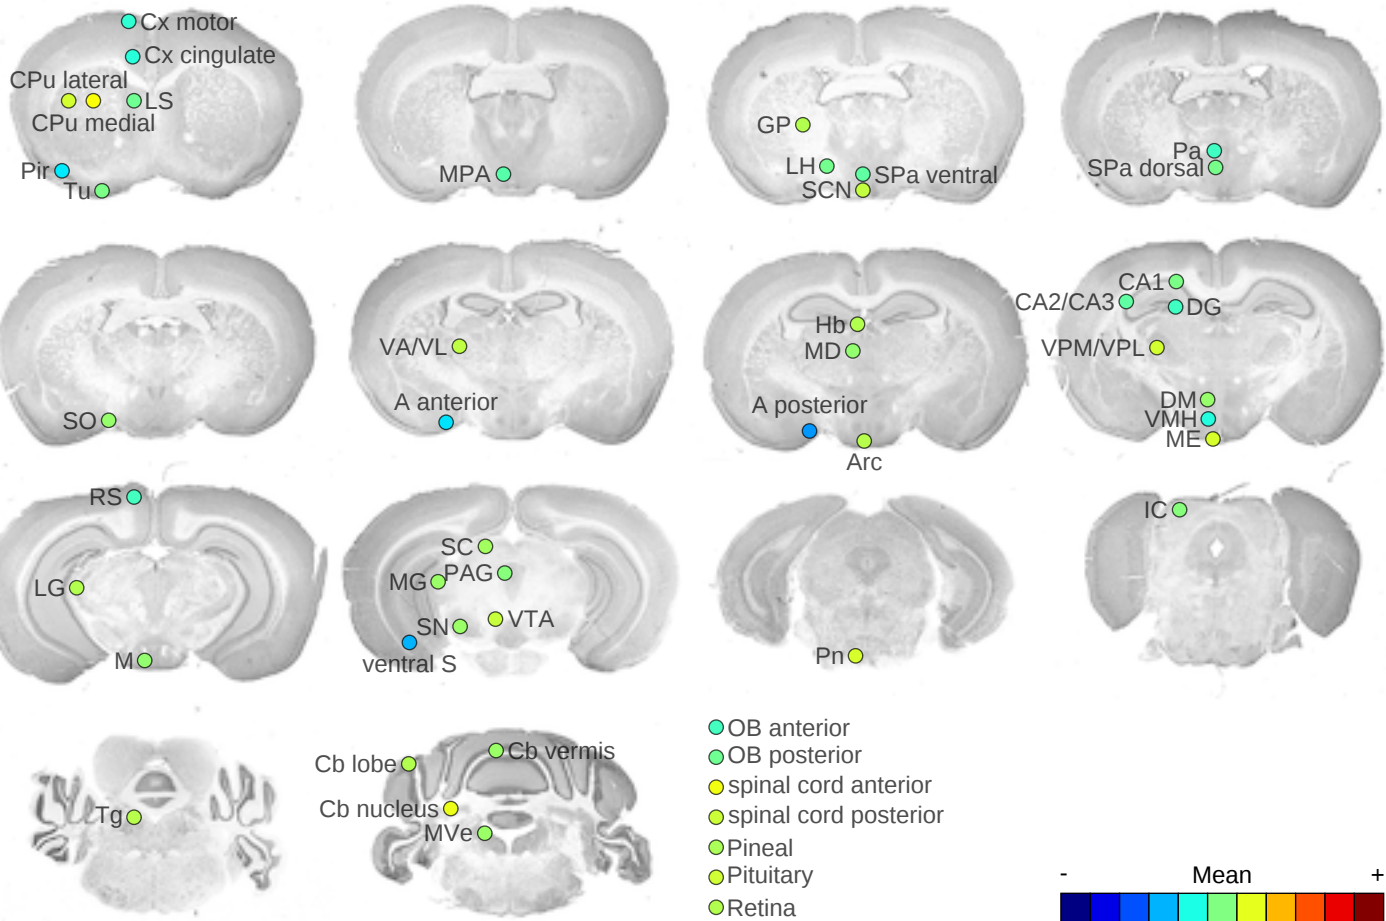 Cx motor
Cx cingulate
CPu lateral
LS
CPu medial
Pir
Tu
MPA
GP
LH
SPa ventral
SCN
Pa
SPa dorsal
SO
VA/VL
A anterior
Hb
MD
A posterior
Arc
CA1
CA2/CA3
DG
VPM/VPL
DM
VMH
ME
RS
LG
M
SC
PAG
MG
VTA
SN
ventral S
Pn
IC
Tg
Cb vermis
Cb lobe
Cb nucleus
MVe
OB anterior
OB posterior
spinal cord anterior
spinal cord posterior
Pineal
Pituitary
Retina
- Mean +